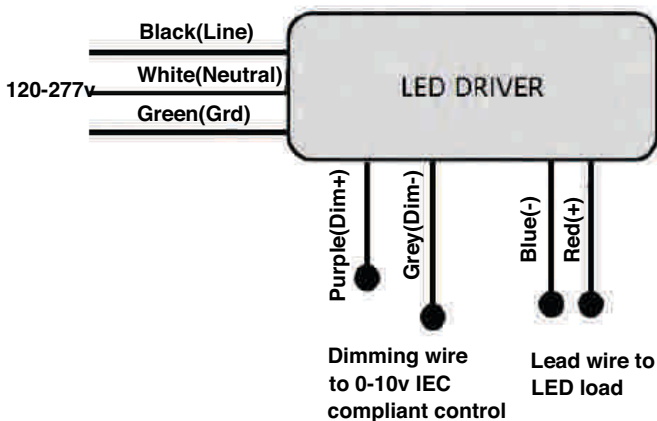 Black(Line)
White(Neutral)
120-277v
Green(Grd)
LED DRIVER
Purple(Dim+)
Grey(Dim-)
Blue(-)
Red(+)
Dimming wire
to 0-10v IEC
compliant control
Lead wire to
LED load